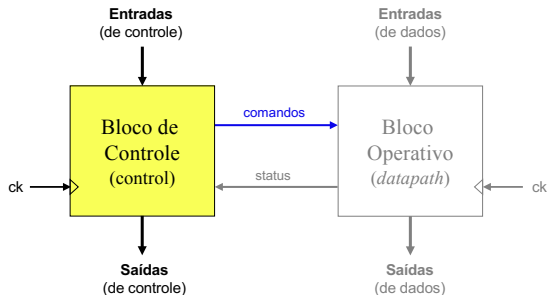 Entradas
(de controle)
Entradas
(de dados)
Bloco de
Controle
(control)
comandos
status
Bloco
Operativo
(datapath)
ck
ck
Saídas
(de controle)
Saídas
(de dados)